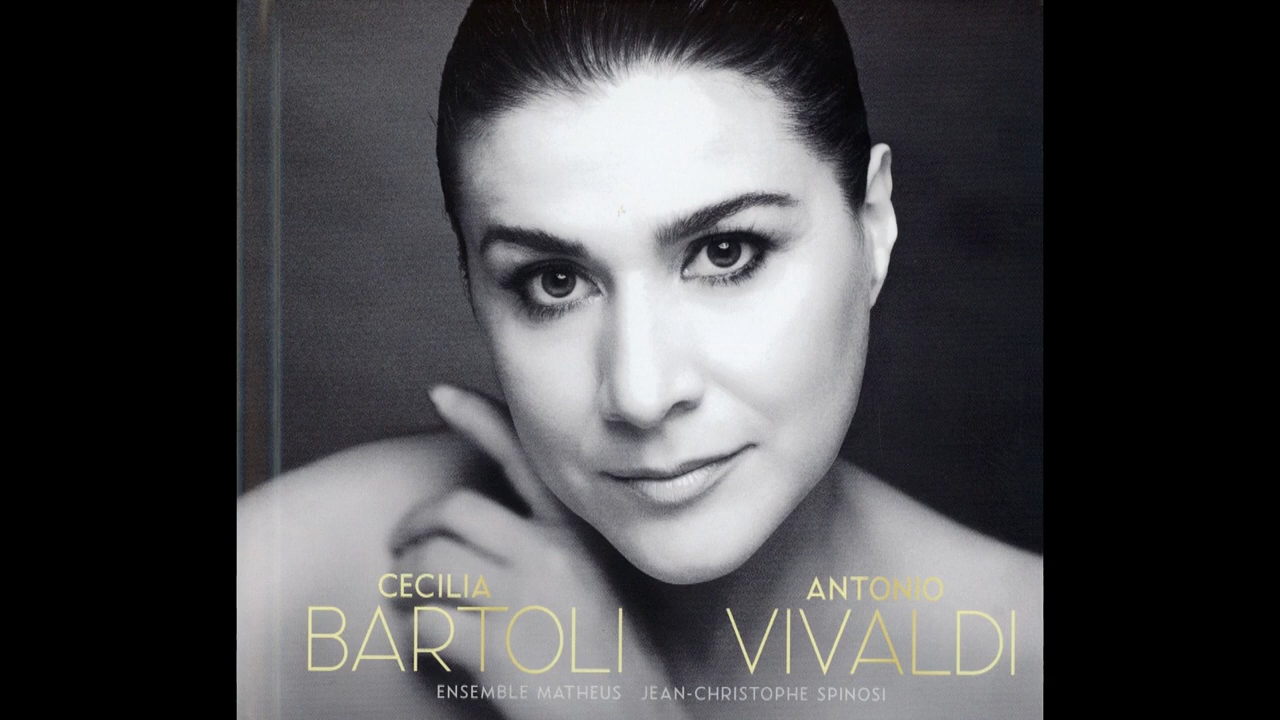 CECILIA
BARTOLI
ANTONIO
VIVALDI
ENSEMBLE MATHEUS JEAN-CHRISTOPHE SPINOSI